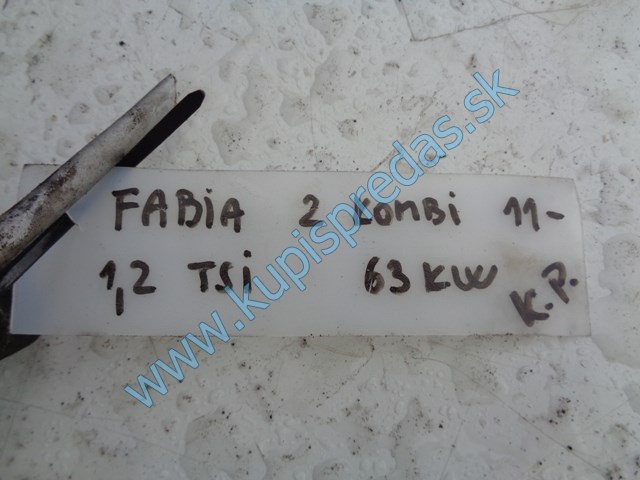 FABIA 2 KOMBI 11-
1,2 TSi 63 KW K.P.
www.kupispredas.sk